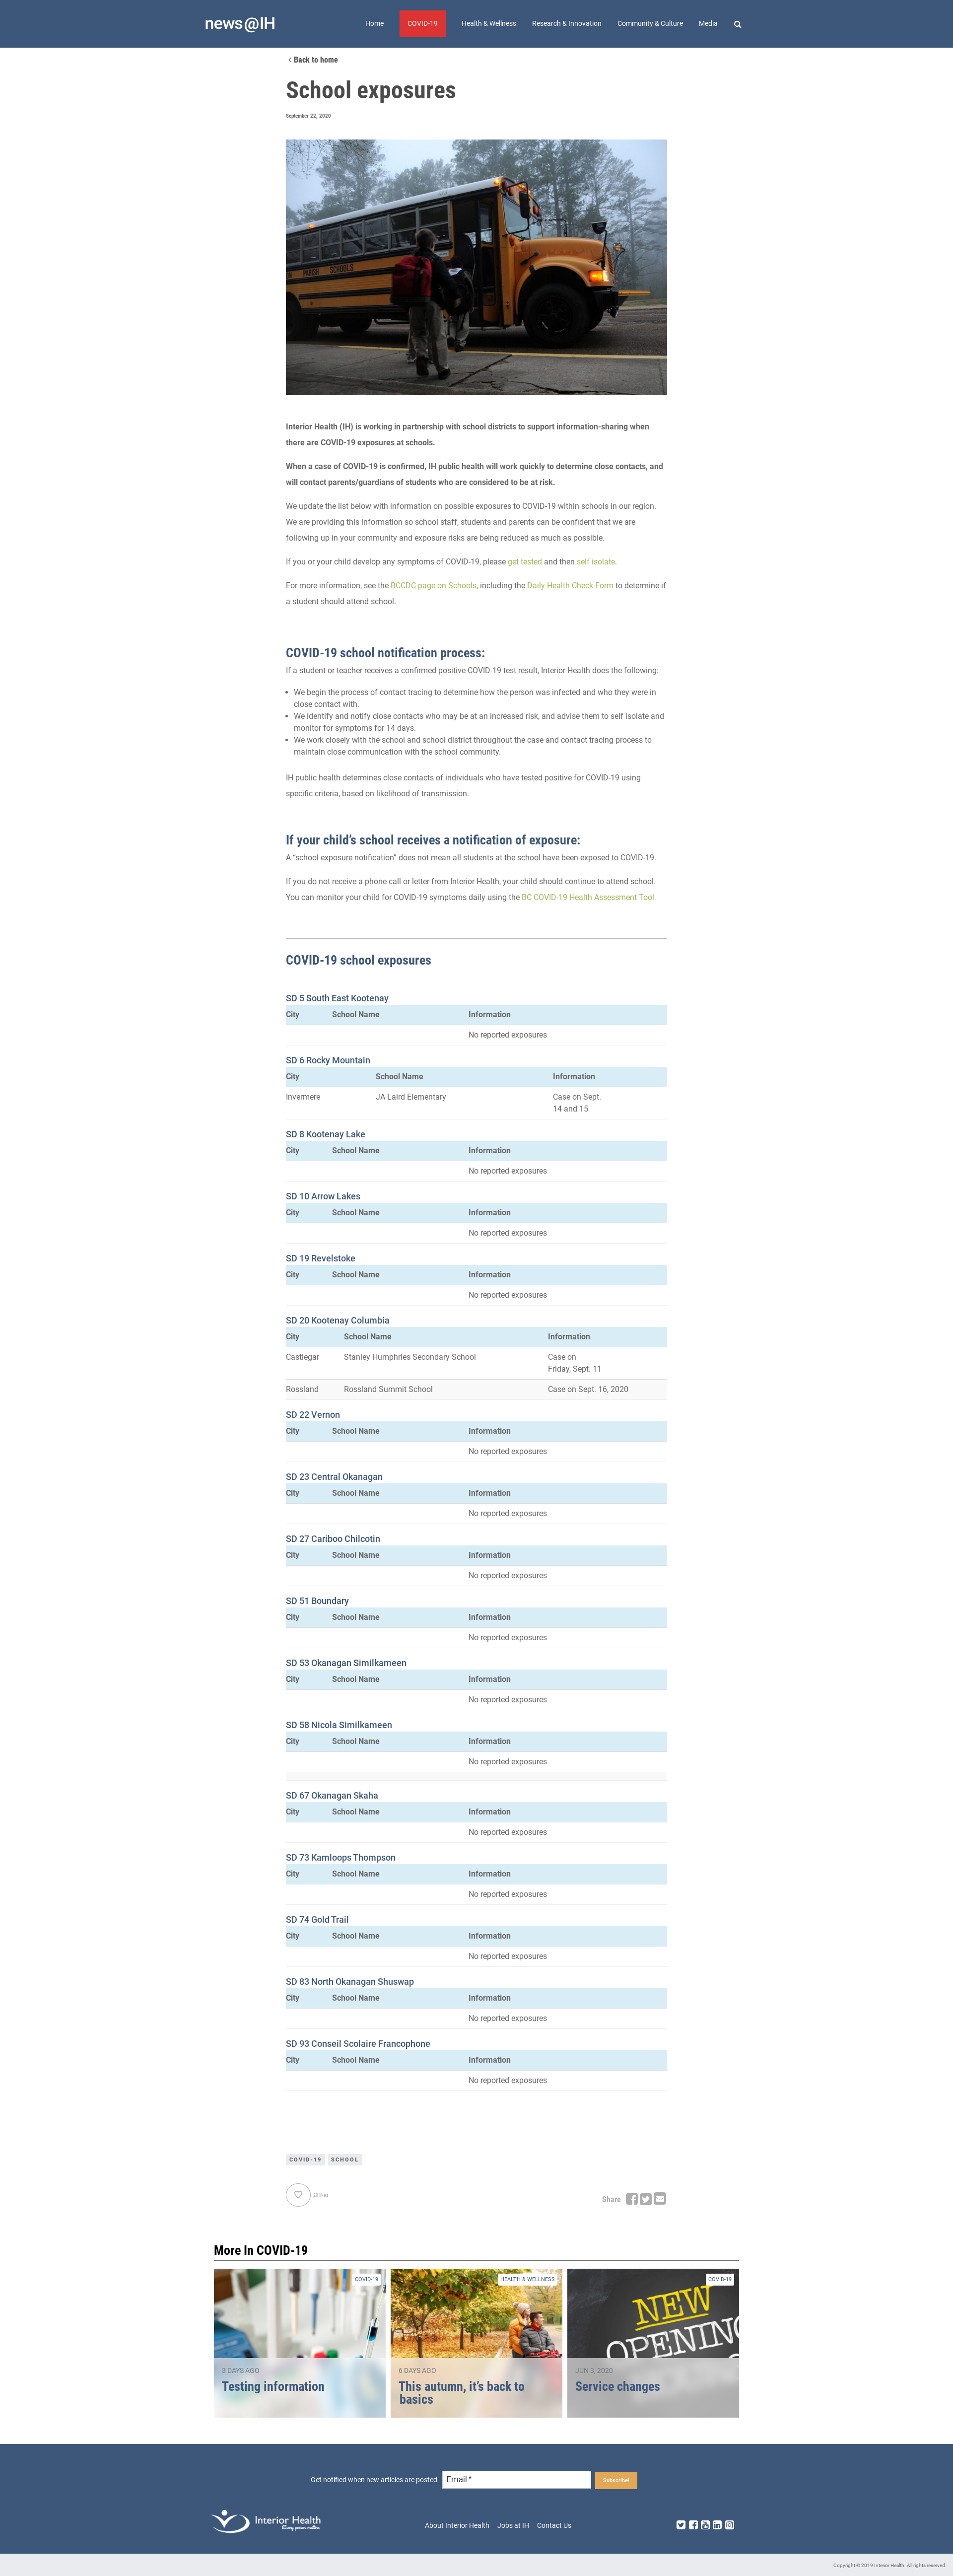 news@IH
Home
COVID-19
Health & Wellness
Research & Innovation
Community & Culture
Media
Back to home
School exposures
September 22, 2020
PARISH SCHOOLS
Interior Health (IH) is working in partnership with school districts to support information-sharing when
there are COVID-19 exposures at schools.
When a case of COVID-19 is confirmed, IH public health will work quickly to determine close contacts, and
will contact parents/guardians of students who are considered to be at risk.
We update the list below with information on possible exposures to COVID-19 within schools in our region.
We are providing this information so school staff, students and parents can be confident that we are
following up in your community and exposure risks are being reduced as much as possible.
If you or your child develop any symptoms of COVID-19, please get tested and then self isolate.
For more information, see the BCCDC page on Schools, including the Daily Health Check Form to determine if
a student should attend school.
COVID-19 school notification process:
If a student or teacher receives a confirmed positive COVID-19 test result, Interior Health does the following:
• We begin the process of contact tracing to determine how the person was infected and who they were in
close contact with.
• We identify and notify close contacts who may be at an increased risk, and advise them to self isolate and
monitor for symptoms for 14 days.
• We work closely with the school and school district throughout the case and contact tracing process to
maintain close communication with the school community.
IH public health determines close contacts of individuals who have tested positive for COVID-19 using
specific criteria, based on likelihood of transmission.
If your child’s school receives a notification of exposure:
A “school exposure notification” does not mean all students at the school have been exposed to COVID-19.
If you do not receive a phone call or letter from Interior Health, your child should continue to attend school.
You can monitor your child for COVID-19 symptoms daily using the BC COVID-19 Health Assessment Tool.
COVID-19 school exposures
SD 5 South East Kootenay
City School Name Information
No reported exposures
SD 6 Rocky Mountain
City School Name Information
Invermere JA Laird Elementary Case on Sept.
14 and 15
SD 8 Kootenay Lake
City School Name Information
No reported exposures
SD 10 Arrow Lakes
City School Name Information
No reported exposures
SD 19 Revelstoke
City School Name Information
No reported exposures
SD 20 Kootenay Columbia
City School Name Information
Castlegar Stanley Humphries Secondary School Case on
Friday, Sept. 11
Rossland Rossland Summit School Case on Sept. 16, 2020
SD 22 Vernon
City School Name Information
No reported exposures
SD 23 Central Okanagan
City School Name Information
No reported exposures
SD 27 Cariboo Chilcotin
City School Name Information
No reported exposures
SD 51 Boundary
City School Name Information
No reported exposures
SD 53 Okanagan Similkameen
City School Name Information
No reported exposures
SD 58 Nicola Similkameen
City School Name Information
No reported exposures
SD 67 Okanagan Skaha
City School Name Information
No reported exposures
SD 73 Kamloops Thompson
City School Name Information
No reported exposures
SD 74 Gold Trail
City School Name Information
No reported exposures
SD 83 North Okanagan Shuswap
City School Name Information
No reported exposures
SD 93 Conseil Scolaire Francophone
City School Name Information
No reported exposures
COVID-19
SCHOOL
likes
Share
More In COVID-19
COVID-19
3 DAYS AGO
Testing information
HEALTH & WELLNESS
6 DAYS AGO
This autumn, it’s back to
basics
COVID-19
NEW
OPENING
JUN 3, 2020
Service changes
Get notified when new articles are posted
Email *
Subscribe!
Interior Health
Every person matters
About Interior Health
Jobs at IH
Contact Us
Copyright © 2019 Interior Health. All rights reserved.